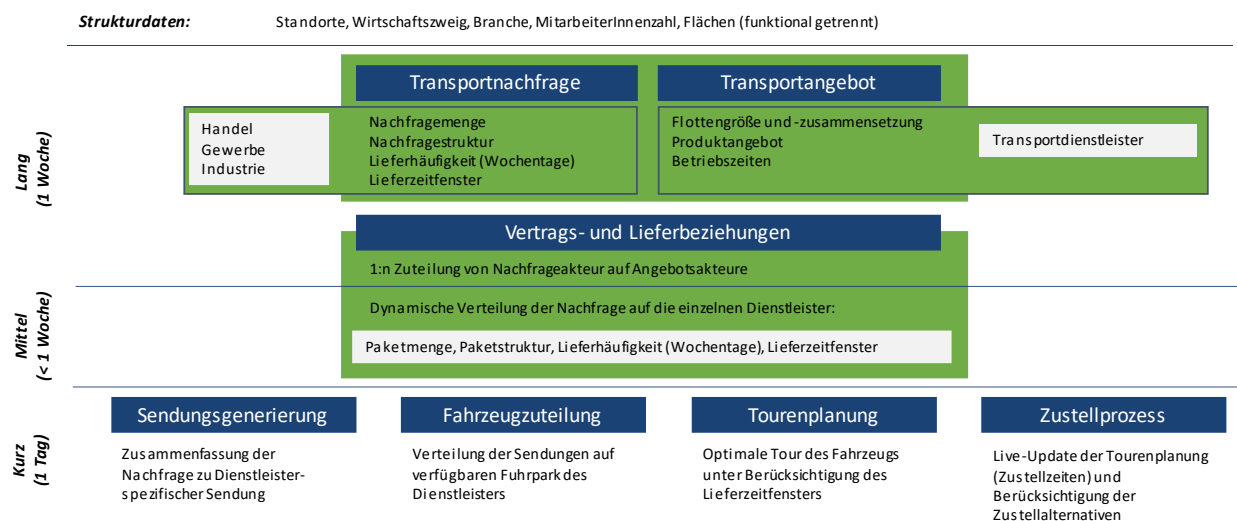 Strukturdaten: Standorte, Wirtschaftszweig, Branche, MitarbeiterInnenzahl, Flächen (funktional getrennt)
Lang
(1 Woche)
Transportnachfrage
Transportangebot
Handel
Gewerbe
Industrie
Nachfragemenge
Nachfragestruktur
Lieferhäufigkeit (Wochentage)
Lieferzeitfenster
Flottengröße und -zusammensetzung
Produktangebot
Betriebszeiten
Transportdienstleister
Vertrags- und Lieferbeziehungen
1:n Zuteilung von Nachfrageakteur auf Angebotsakteure
Mittel
(< 1 Woche)
Dynamische Verteilung der Nachfrage auf die einzelnen Dienstleister:
Paketmenge, Paketstruktur, Lieferhäufigkeit (Wochentage), Lieferzeitfenster
Kurz
(1 Tag)
Sendungsgenerierung
Zusammenfassung der
Nachfrage zu Dienstleister-
spezifischer Sendung
Fahrzeugzuteilung
Verteilung der Sendungen auf
verfügbaren Fuhrpark des
Dienstleisters
Tourenplanung
Optimale Tour des Fahrzeugs
unter Berücksichtigung des
Lieferzeitfensters
Zustellprozess
Live-Update der Tourenplanung
(Zustellzeiten) und
Berücksichtigung der
Zustellalternativen